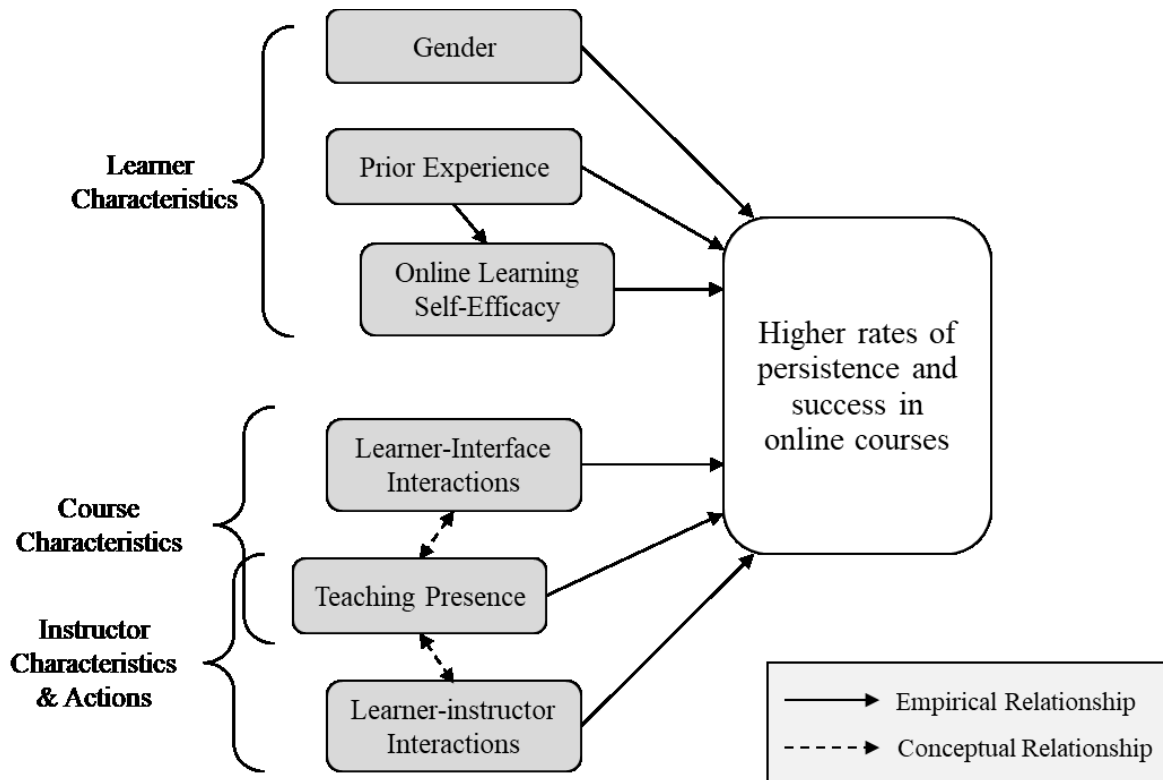 Gender
Learner
Characteristics
Prior Experience
Online Learning
Self-Efficacy
Higher rates of
persistence and
success in
online courses
Learner-Interface
Interactions
Course
Characteristics
Teaching Presence
Instructor
Characteristics
& Actions
Learner-instructor
Interactions
Empirical Relationship
Conceptual Relationship